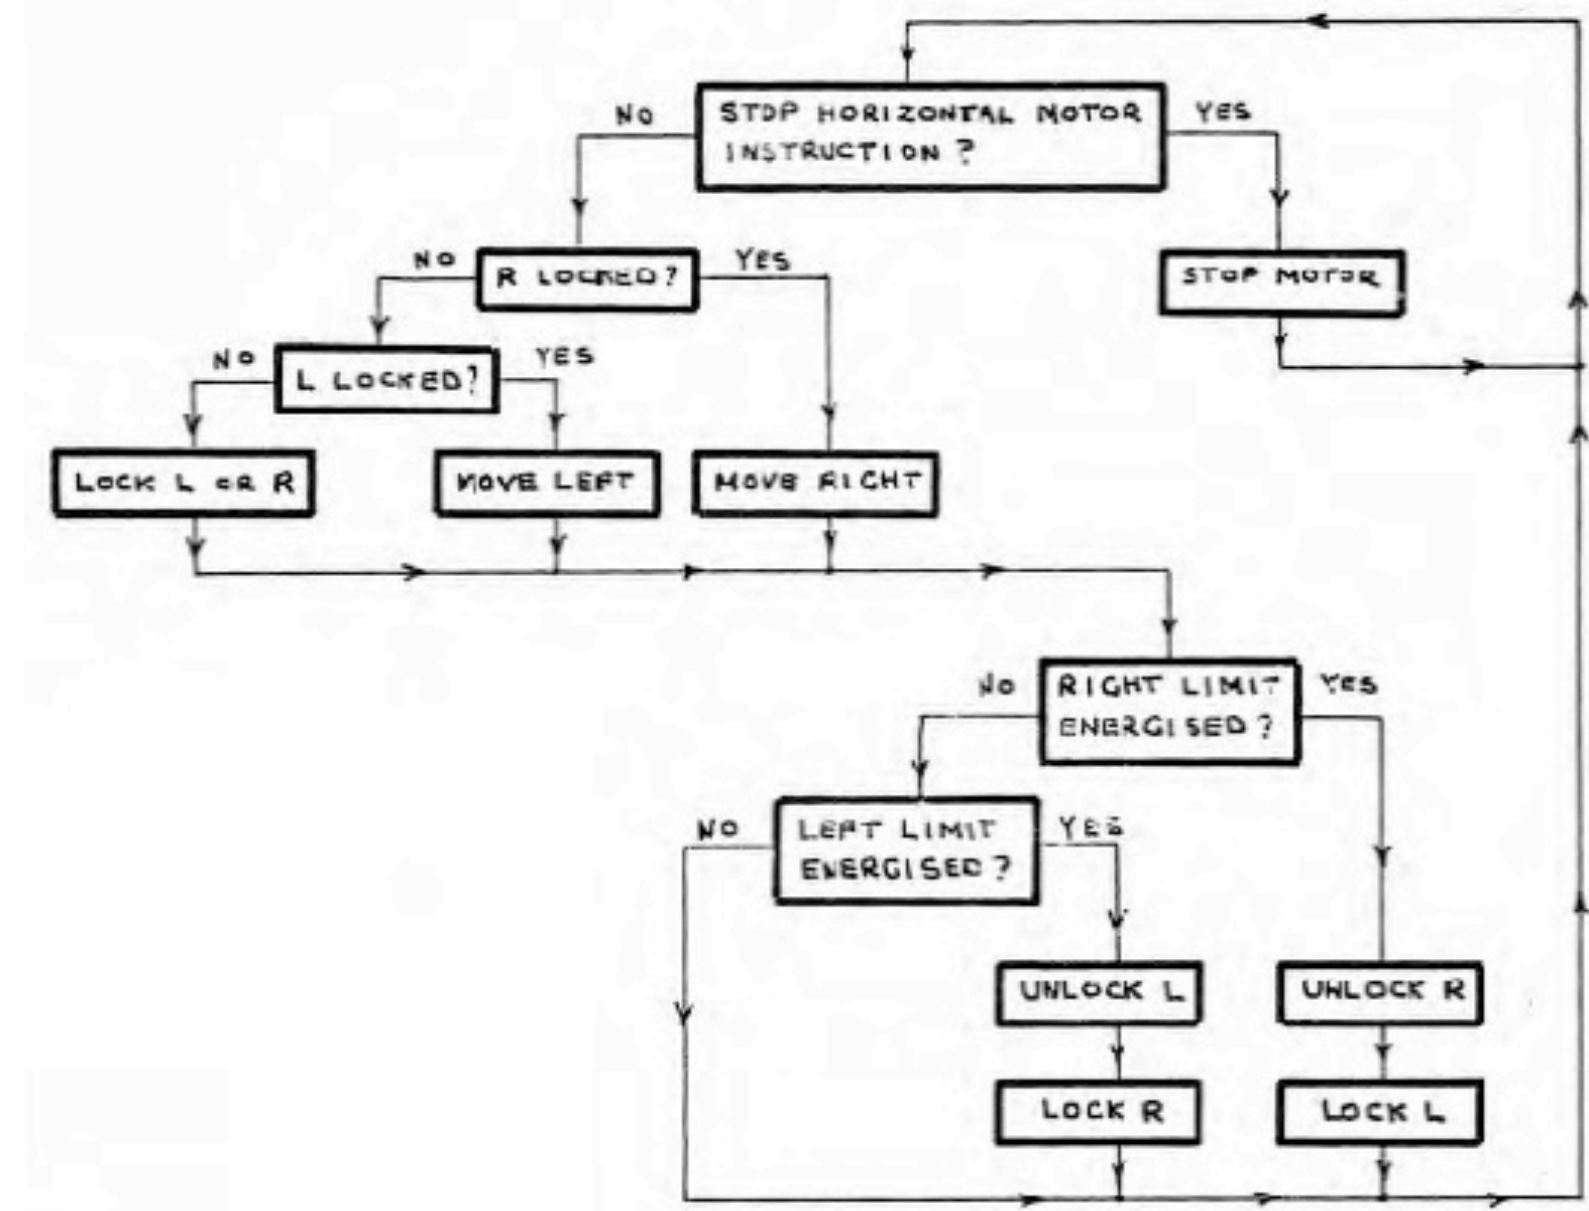 STOP HORIZONTAL MOTOR
INSTRUCTION ?
NO
YES
R LOCKED?
NO
YES
STOP MOTOR
L LOCKED?
NO
YES
LOCK L OR R
MOVE LEFT
MOVE RIGHT
RIGHT LIMIT
ENERGISED ?
NO
YES
LEFT LIMIT
ENERGISED ?
NO
YES
UNLOCK L
UNLOCK R
LOCK R
LOCK L